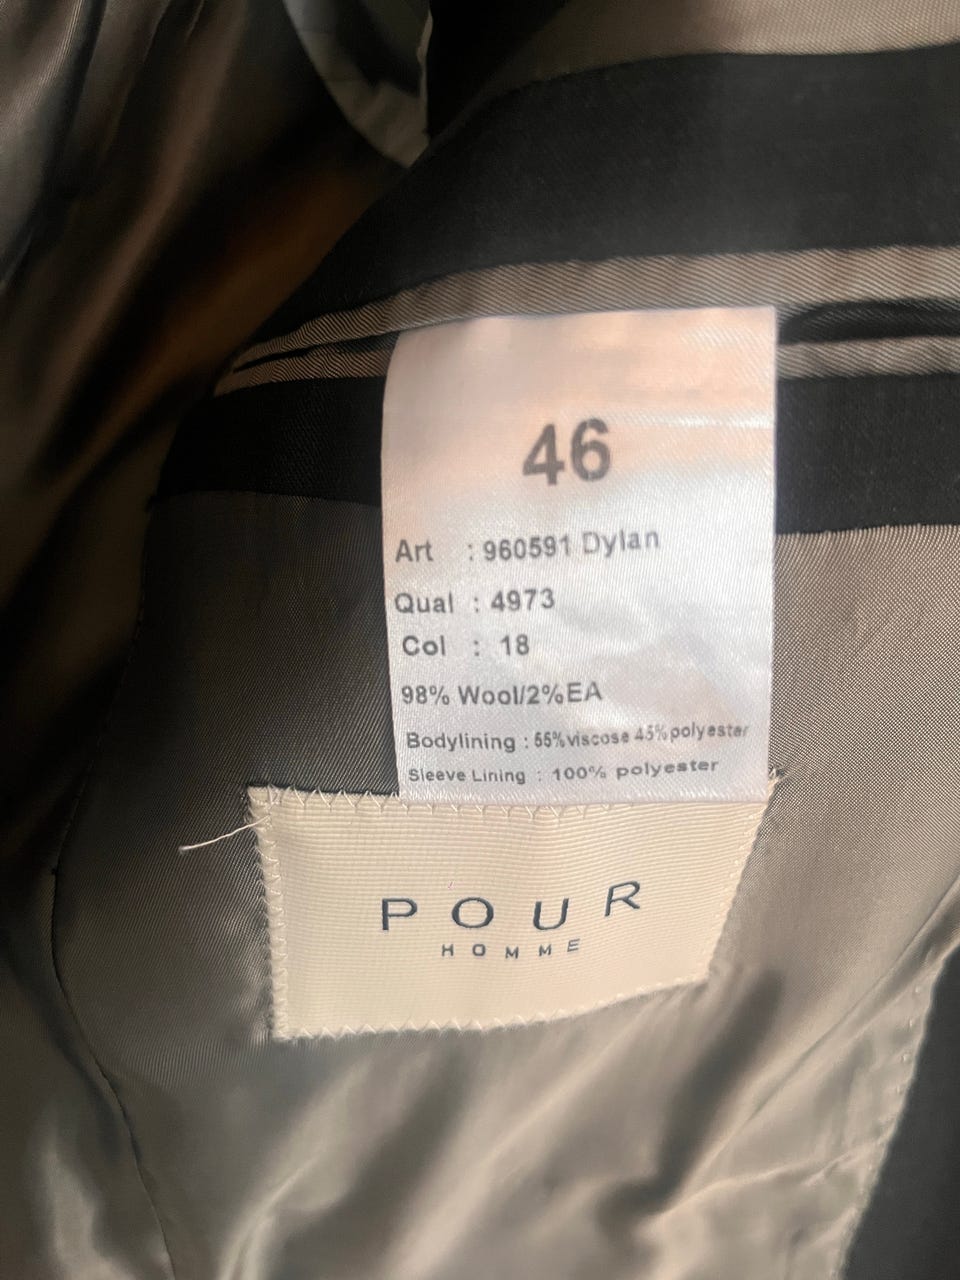 46
Art : 960591 Dylan
Qual : 4973
Col : 18
98% Wool/2%EA
Bodylining : 55%viscose 45%polyester
Sleeve Lining : 100% polyester
POUR
HOMME